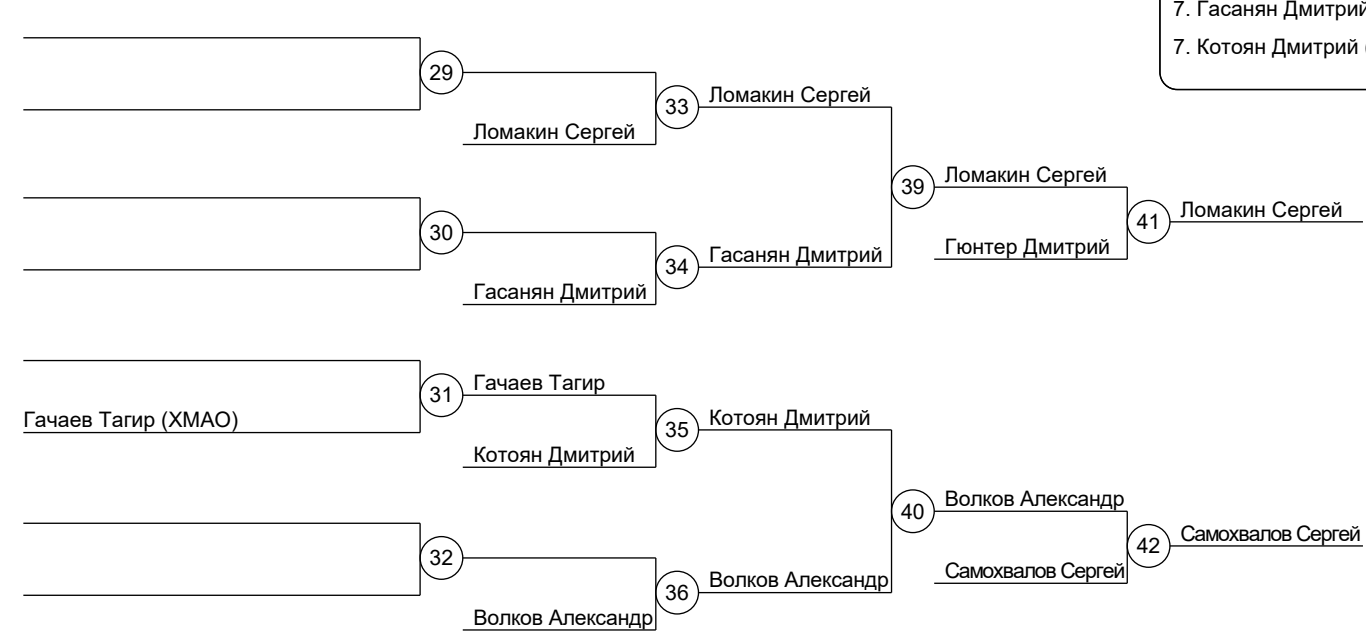 7. Гасанян Дмитрий
7. Котоян Дмитрий (
29
33
Ломакин Сергей
Ломакин Сергей
39
Ломакин Сергей
41
Ломакин Сергей
Гюнтер Дмитрий
30
34
Гасанян Дмитрий
Гасанян Дмитрий
31
Гачаев Тагир
Гачаев Тагир (ХМАО)
35
Котоян Дмитрий
Котоян Дмитрий
40
Волков Александр
42
Самохвалов Сергей
Самохвалов Сергей
32
36
Волков Александр
Волков Александр